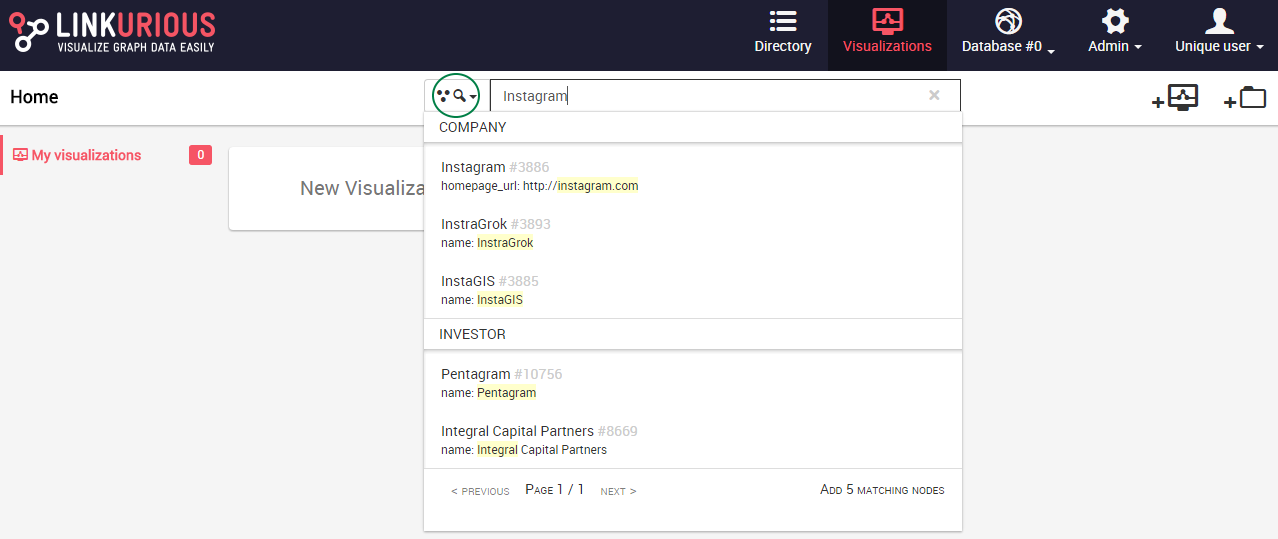 LINKURIOUS
VISUALIZE GRAPH DATA EASILY
Directory
Visualizations
Database #0
Admin
Unique user
Home
Instagram
My visualizations
0
New Visualiza
COMPANY
Instagram #3886
homepage_url: http://instagram.com
InstraGrok #3893
name: InstraGrok
InstaGIS #3885
name: InstaGIS
INVESTOR
Pentagram #10756
name: Pentagram
Integral Capital Partners #8669
name: Integral Capital Partners
< PREVIOUS
PAGE 1 / 1
NEXT >
ADD 5 MATCHING NODES